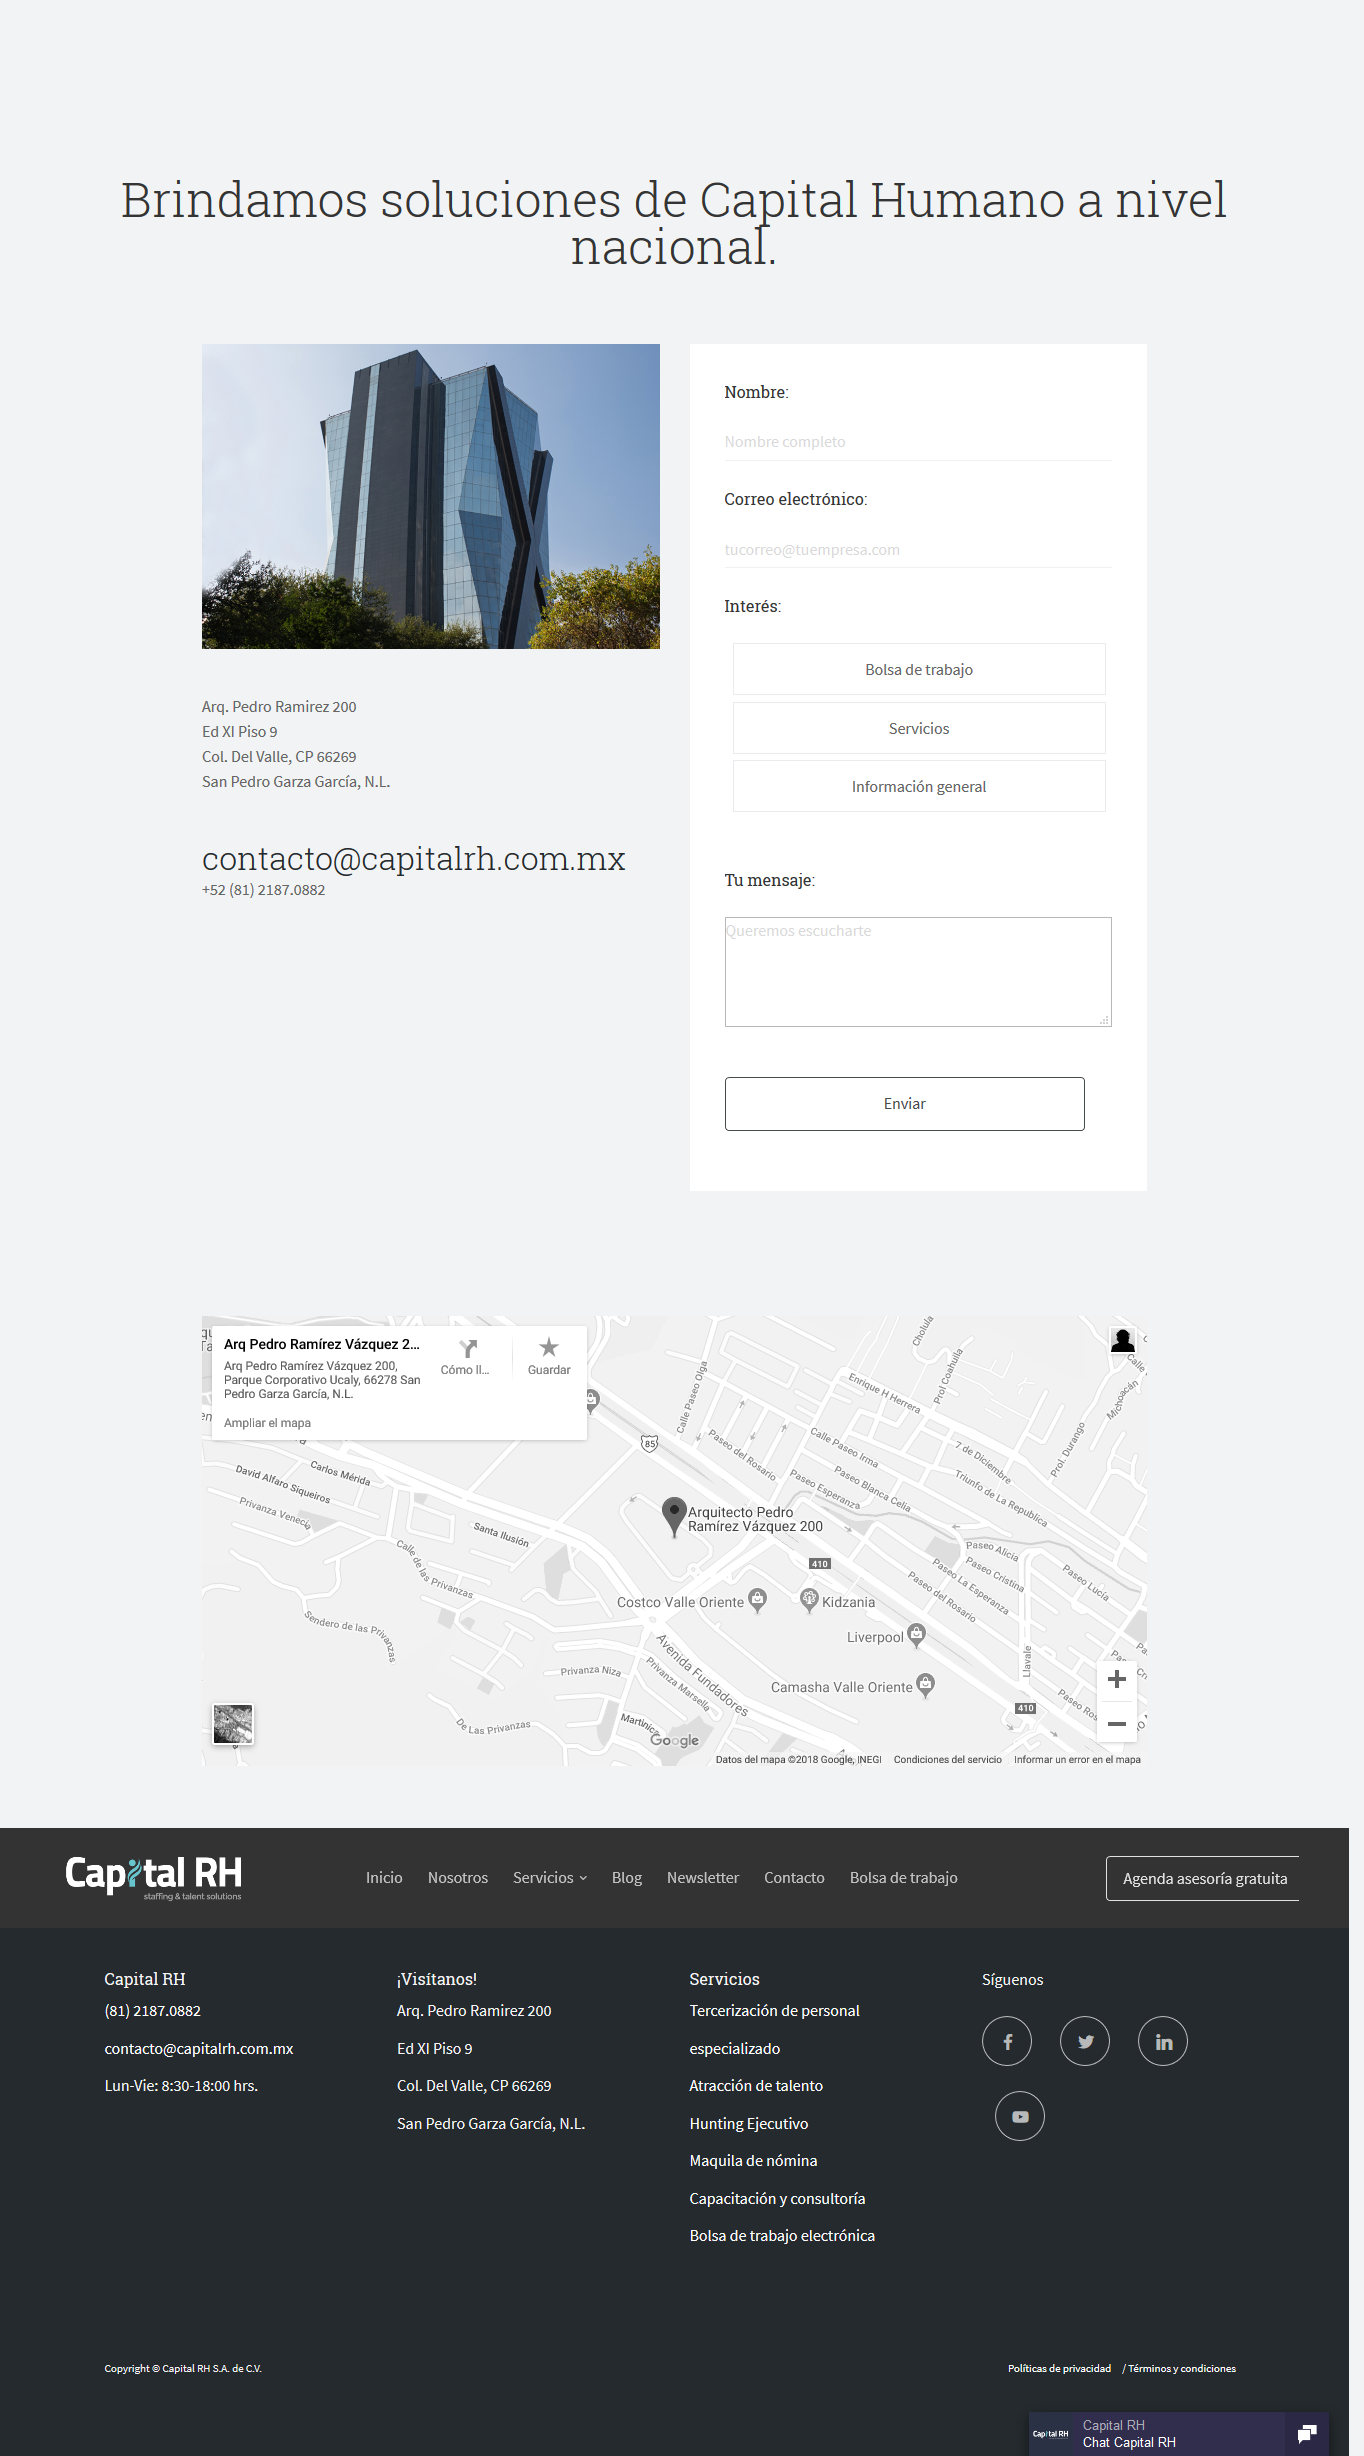 Brindamos soluciones de Capital Humano a nivel
nacional.
Arq. Pedro Ramirez 200
Ed XI Piso 9
Col. Del Valle, CP 66269
San Pedro Garza García, N.L.
contacto@capitalrh.com.mx
+52 (81) 2187.0882
Nombre:
Nombre completo
Correo electrónico:
tucorreo@tuempresa.com
Interés:
Bolsa de trabajo
Servicios
Información general
Tu mensaje:
Queremos escucharte
Enviar
Arq Pedro Ramírez Vázquez 2...
Arq Pedro Ramírez Vázquez 200,
Parque Corporativo Ucaly, 66278 San
Pedro Garza García, N.L.
Ampliar el mapa
Cómo ll...
Guardar
Cholula
Calle
Prol Coahuila
Michoacán
Calle Paseo Olga
Enrique H Herrera
Prol. Durango
85
Paseo del Rosario
Calle Paseo Irma
7 de Diciembre
Carlos Mérida
David Alfaro Siqueiros
Paseo Esperanza
Paseo Blanca Celia
Triunfo de La Republica
Privanza Venecia
Santa Ilusión
Arquitecto Pedro
Ramírez Vázquez 200
Calle de las Privanzas
410
Paseo Alicia
Paseo Cristina
Paseo Lucía
Paseo La Esperanza
Paseo del Rosario
Costco Valle Oriente
Kidzania
Sendero de las Privanzas
Liverpool
Avenida Fundadores
Llavale
Privanza Niza
Privanza Marsella
Camasha Valle Oriente
410
De Las Privanzas
Martinica
Google
Datos del mapa ©2018 Google, INEGI
Condiciones del servicio
Informar un error en el mapa
Capital RH
staffing & talent solutions
Inicio
Nosotros
Servicios
Blog
Newsletter
Contacto
Bolsa de trabajo
Agenda asesoría gratuita
Capital RH
(81) 2187.0882
contacto@capitalrh.com.mx
Lun-Vie: 8:30-18:00 hrs.
¡Visítanos!
Arq. Pedro Ramirez 200
Ed XI Piso 9
Col. Del Valle, CP 66269
San Pedro Garza García, N.L.
Servicios
Tercerización de personal
especializado
Atracción de talento
Hunting Ejecutivo
Maquila de nómina
Capacitación y consultoría
Bolsa de trabajo electrónica
Síguenos
Copyright © Capital RH S.A. de C.V.
Políticas de privacidad / Términos y condiciones
Capital RH
Capital RH
Chat Capital RH